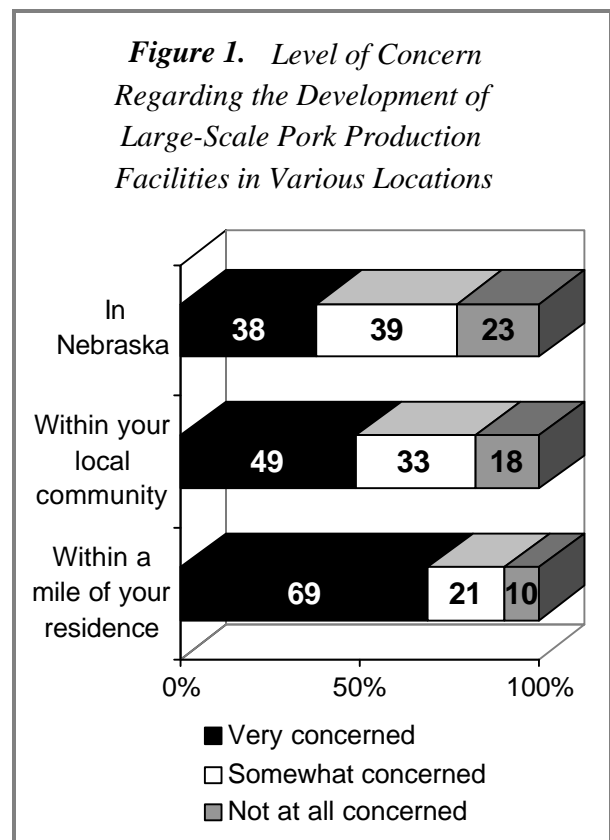 Figure 1. Level of Concern
Regarding the Development of
Large-Scale Pork Production
Facilities in Various Locations
In
Nebraska
38 39 23
Within your
local
community
49 33 18
Within a
mile of your
residence
69 21 10
0% 50% 100%
Very concerned
Somewhat concerned
Not at all concerned